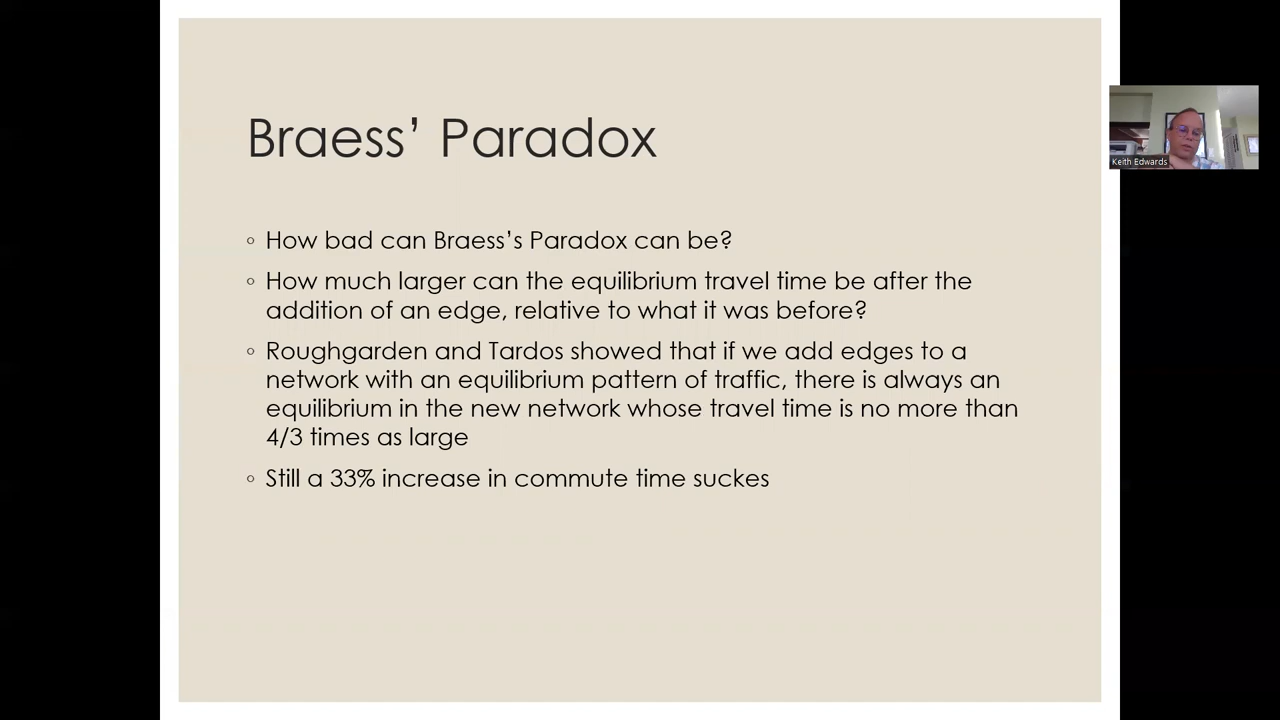 Braess’ Paradox
◦ How bad can Braess’s Paradox can be?
◦ How much larger can the equilibrium travel time be after the
addition of an edge, relative to what it was before?
◦ Roughgarden and Tardos showed that if we add edges to a
network with an equilibrium pattern of traffic, there is always an
equilibrium in the new network whose travel time is no more than
4/3 times as large
◦ Still a 33% increase in commute time suckes
Keith Edwards